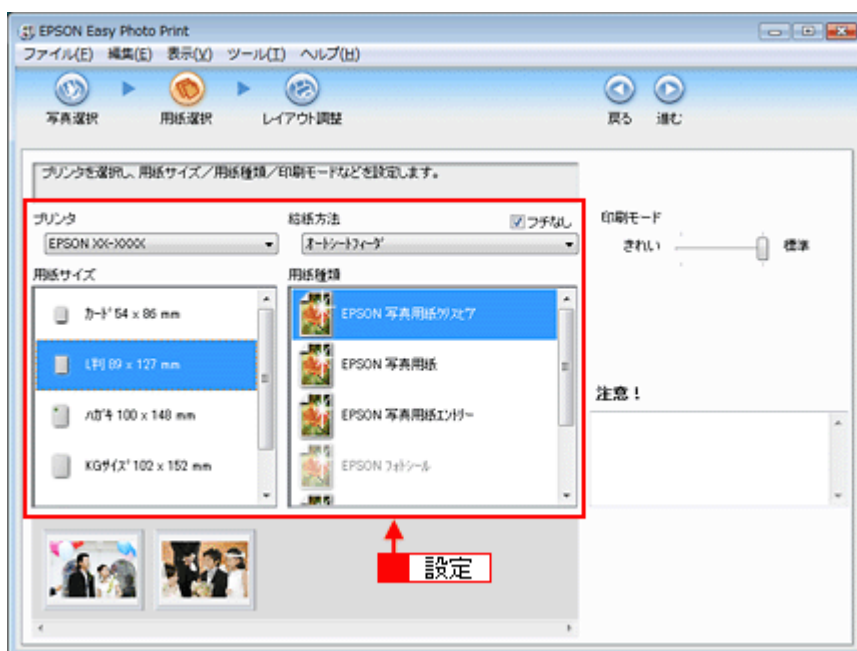 EPSON Easy Photo Print
ファイル(F) 編集(E) 表示(V) ツール(T) ヘルプ(H)
写真選択 用紙選択 レイアウト調整 戻る 進む
プリンタを選択し、用紙サイズ／用紙種類／印刷モードなどを設定します。
プリンタ
EPSON XX-XXXX
給紙方法
フチなし
オートシートフィーダ
印刷モード
きれい 標準
用紙サイズ
カード 54 x 86 mm
L判 89 x 127 mm
ハガキ 100 x 148 mm
KGサイズ 102 x 152 mm
用紙種類
EPSON 写真用紙クリスピア
EPSON 写真用紙
EPSON 写真用紙エントリー
EPSON フォトシール
注意！
設定